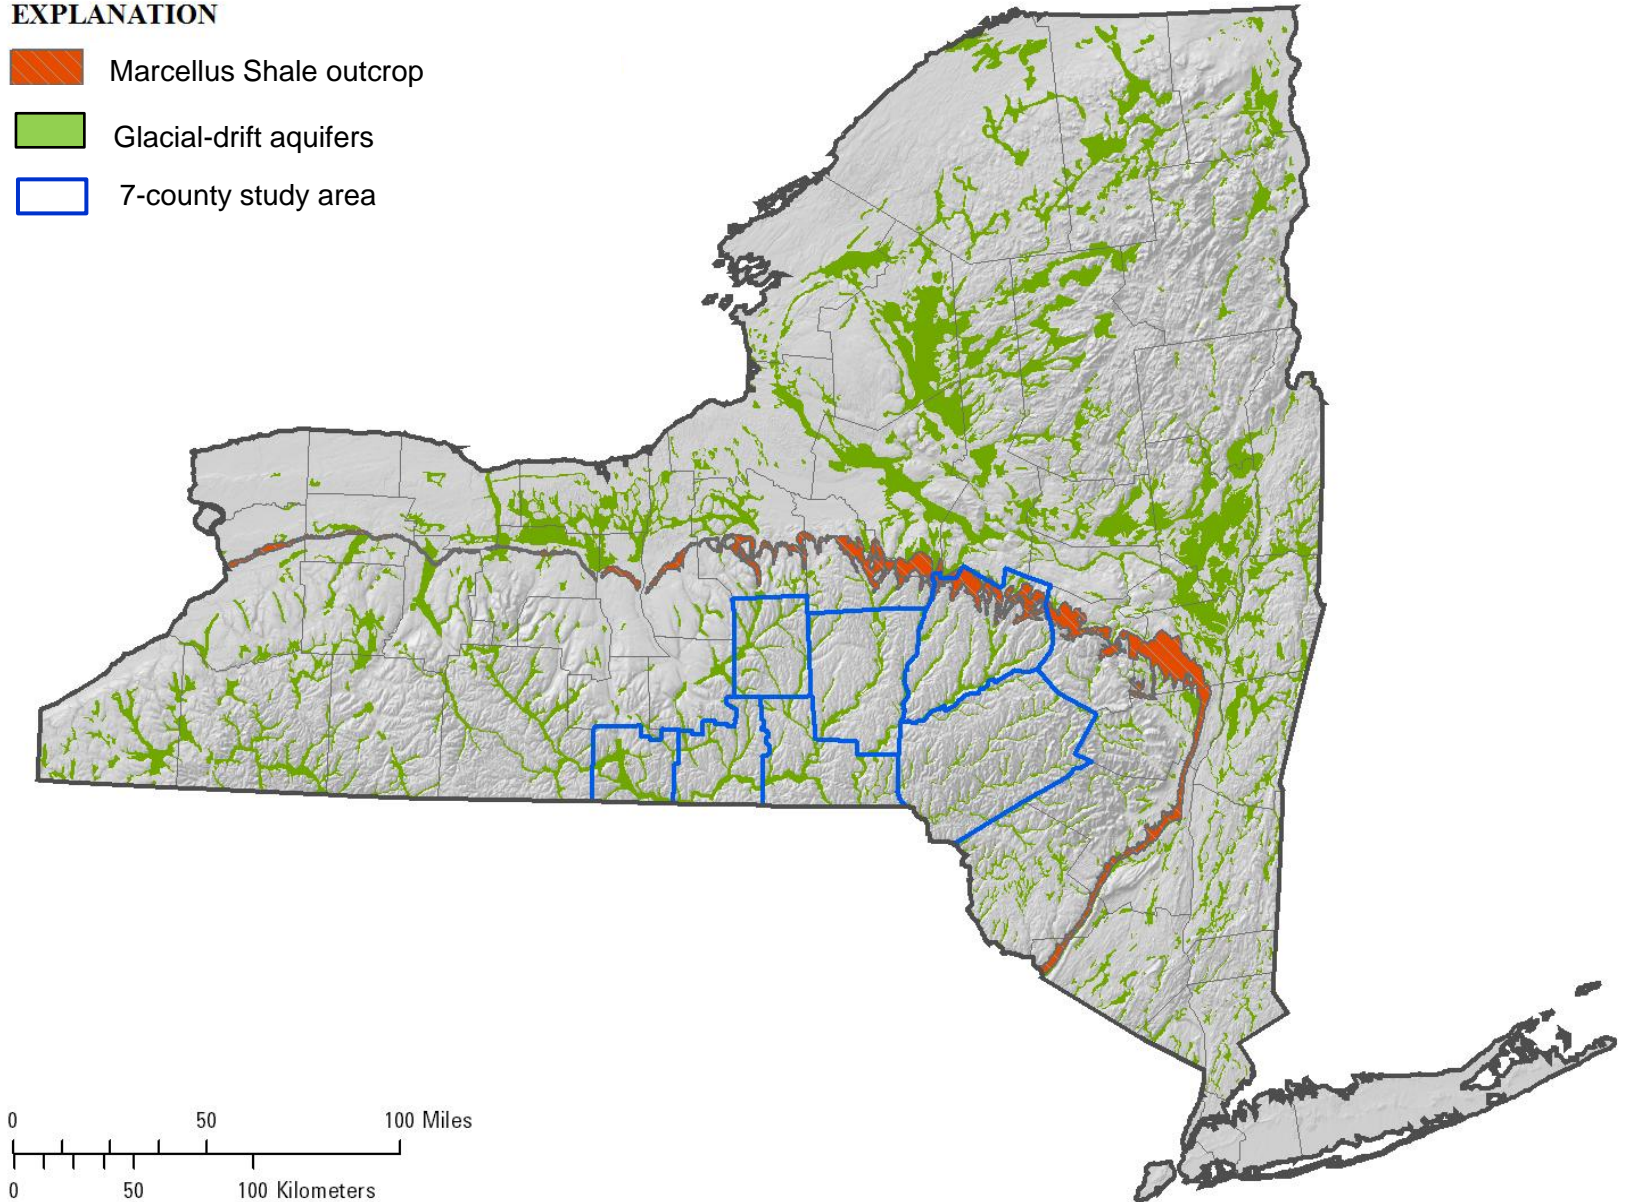 EXPLANATION
Marcellus Shale outcrop
Glacial-drift aquifers
7-county study area
0 50 100 Miles
0 50 100 Kilometers